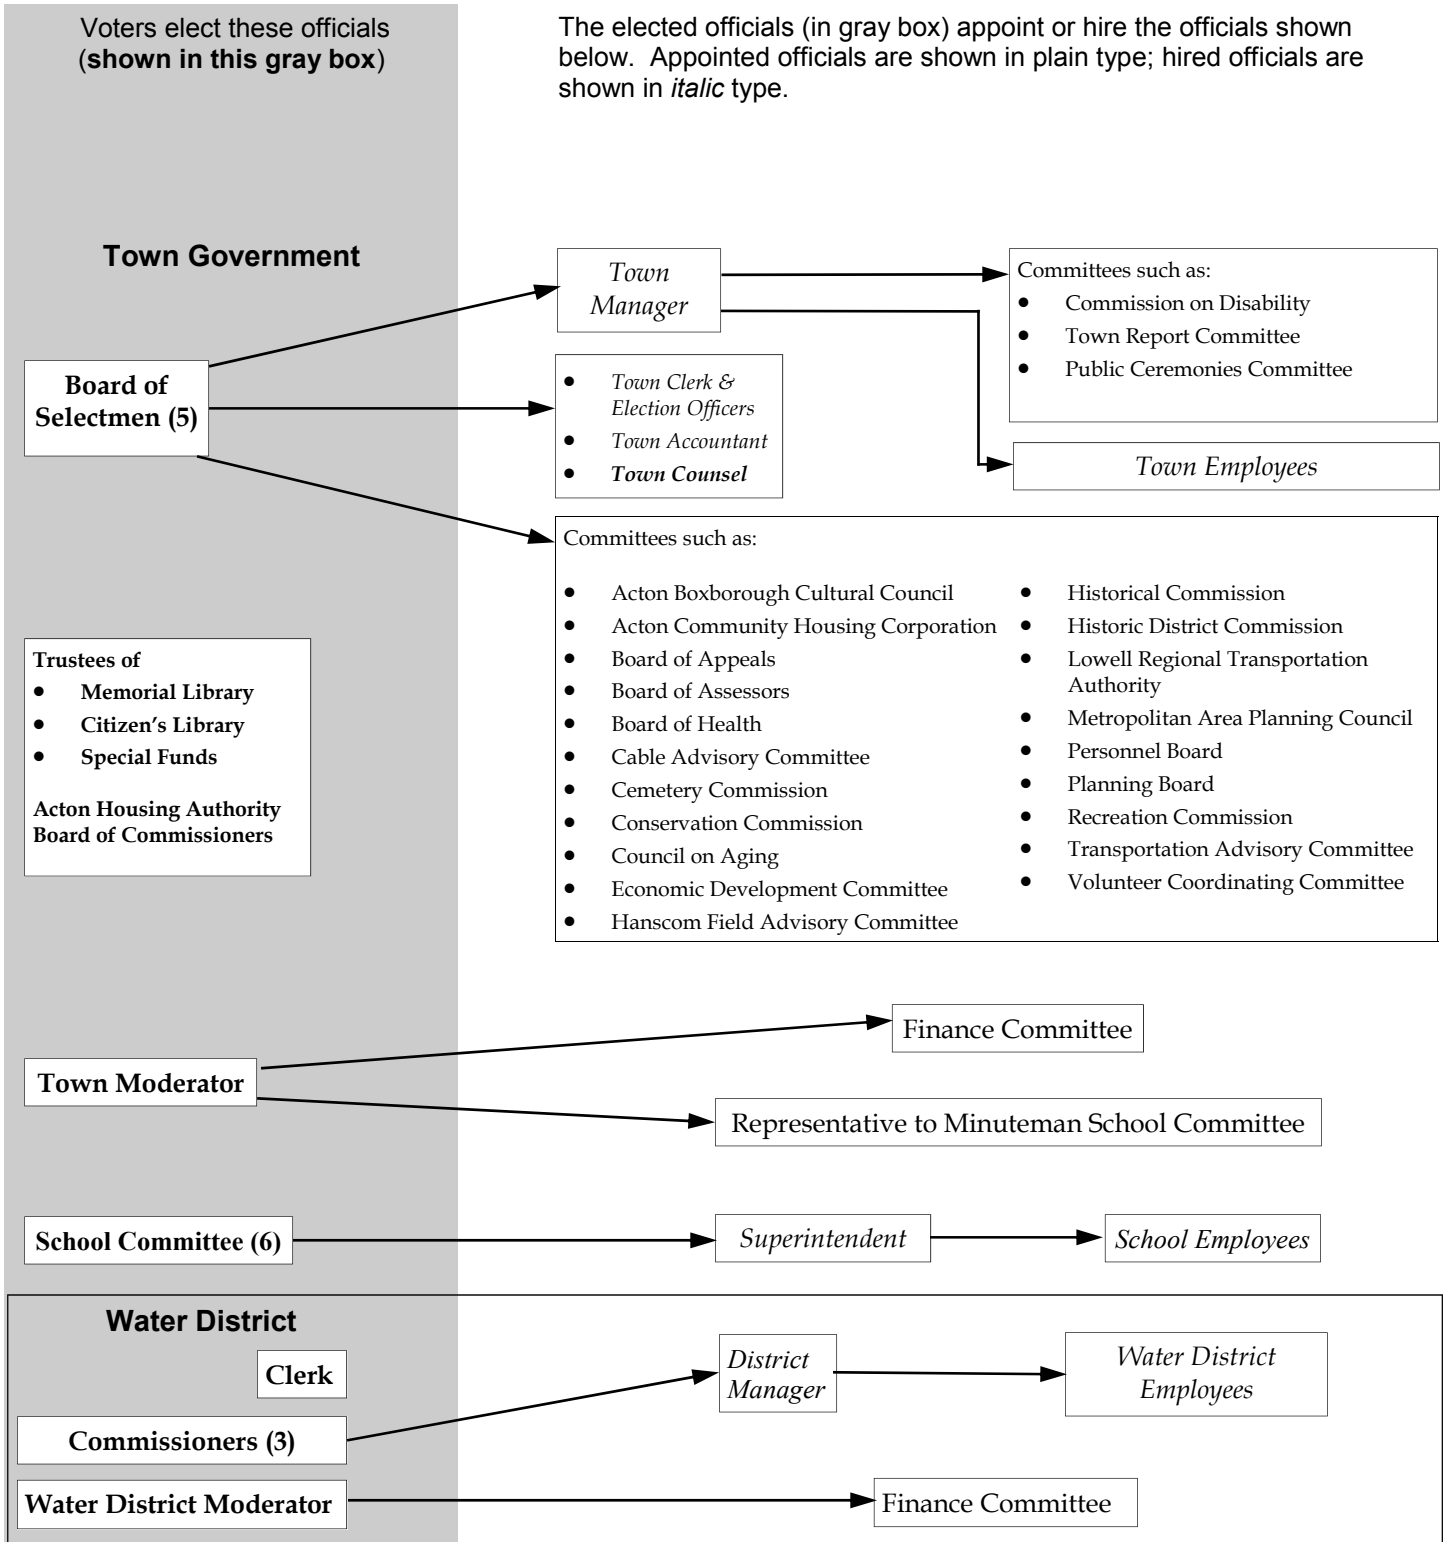 Voters elect these officials
(shown in this gray box)
The elected officials (in gray box) appoint or hire the officials shown
below. Appointed officials are shown in plain type; hired officials are
shown in italic type.
Town Government
Town
Manager
Committees such as:
● Commission on Disability
● Town Report Committee
● Public Ceremonies Committee
Board of
Selectmen (5)
● Town Clerk &
Election Officers
● Town Accountant
● Town Counsel
Town Employees
Committees such as:
● Acton Boxborough Cultural Council
● Acton Community Housing Corporation
● Board of Appeals
● Board of Assessors
● Board of Health
● Cable Advisory Committee
● Cemetery Commission
● Conservation Commission
● Council on Aging
● Economic Development Committee
● Hanscom Field Advisory Committee
● Historical Commission
● Historic District Commission
● Lowell Regional Transportation
Authority
● Metropolitan Area Planning Council
● Personnel Board
● Planning Board
● Recreation Commission
● Transportation Advisory Committee
● Volunteer Coordinating Committee
Trustees of
● Memorial Library
● Citizen's Library
● Special Funds
Acton Housing Authority
Board of Commissioners
Town Moderator
Finance Committee
Representative to Minuteman School Committee
School Committee (6)
Superintendent
School Employees
Water District
Clerk
Commissioners (3)
District
Manager
Water District
Employees
Water District Moderator
Finance Committee